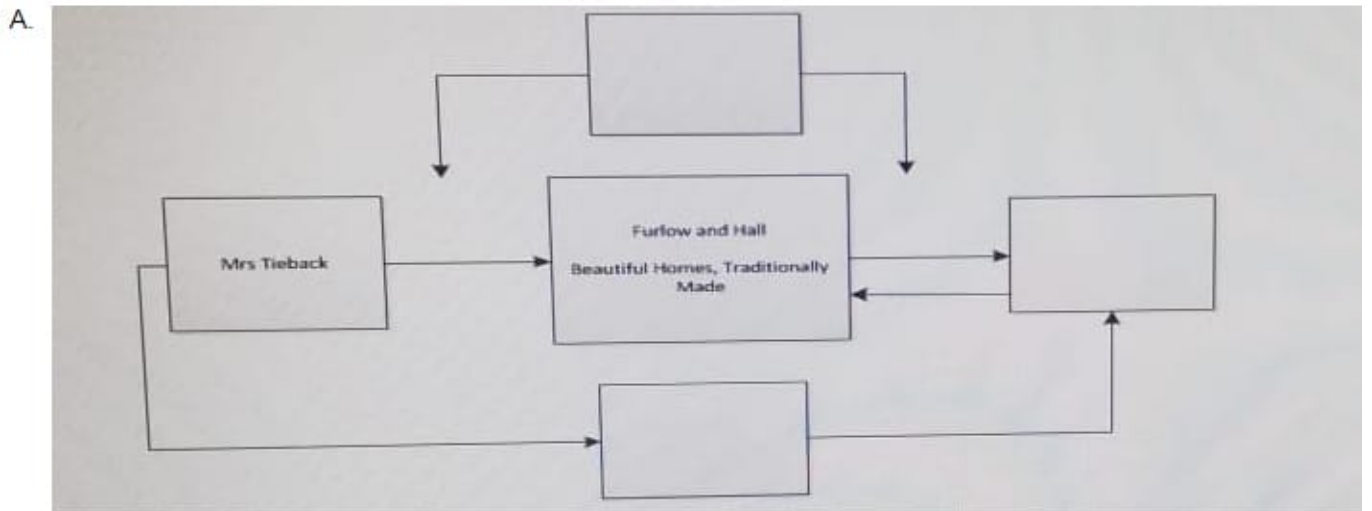 A.
Mrs Tieback
Furlow and Hall
Beautiful Homes, Traditionally
Made